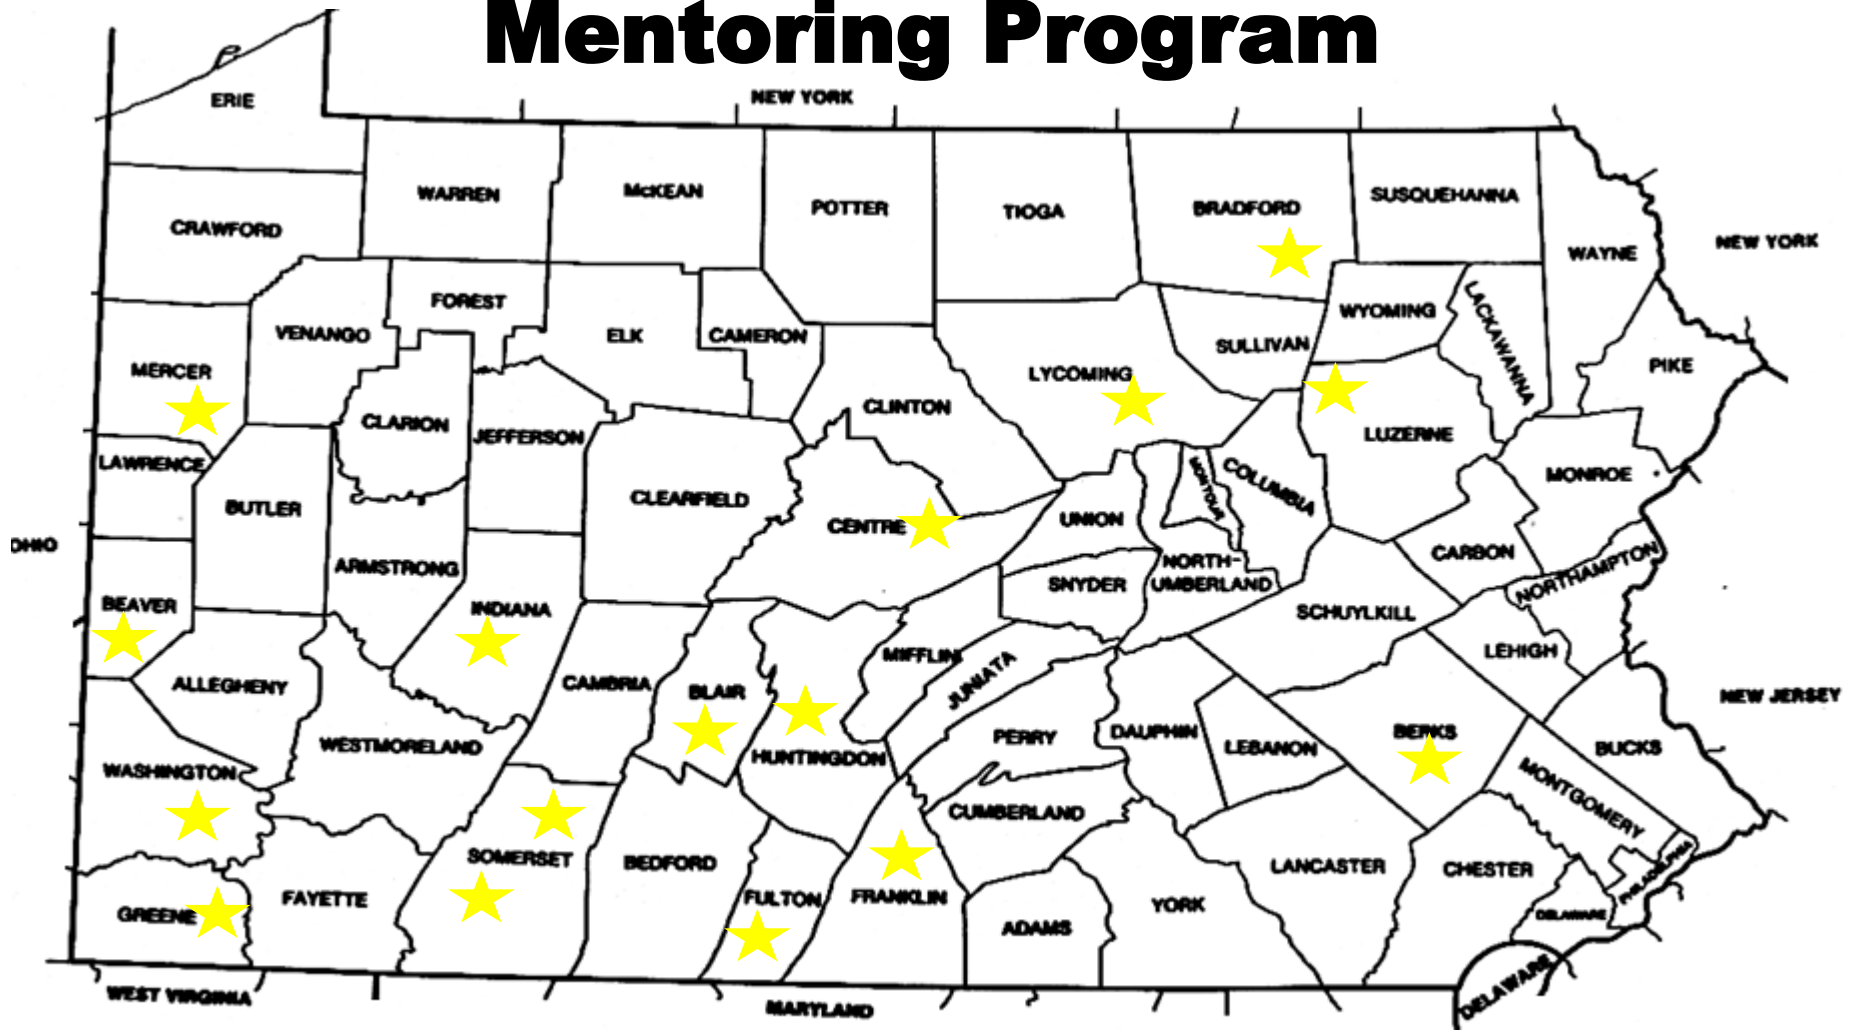 Mentoring Program
ERIE
NEW YORK
WARREN
McKEAN
POTTER
TIOGA
BRADFORD
SUSQUEHANNA
CRAWFORD
WAYNE
NEW YORK
FOREST
VENANGO
ELK
CAMERON
WYOMING
LACKAWANNA
SULLIVAN
MERCER
LYCOMING
PIKE
CLARION
JEFFERSON
CLINTON
LUZERNE
LAWRENCE
BUTLER
CLEARFIELD
CENTRE
UNION
MONTOUR
COLUMBIA
MONROE
OHIO
ARMSTRONG
NORTH-
UMBERLAND
CARBON
NORTHAMPTON
BEAVER
INDIANA
SNYDER
SCHUYLKILL
LEHIGH
ALLEGHENY
CAMBRIA
BLAIR
MIFFLIN
JUNIATA
NEW JERSEY
WESTMORELAND
HUNTINGDON
PERRY
DAUPHIN
LEBANON
BERKS
BUCKS
WASHINGTON
CUMBERLAND
MONTGOMERY
SOMERSET
BEDFORD
LANCASTER
CHESTER
PHILADELPHIA
GREENE
FAYETTE
FULTON
FRANKLIN
ADAMS
YORK
DELAWARE
WEST VIRGINIA
MARYLAND
DELAWARE